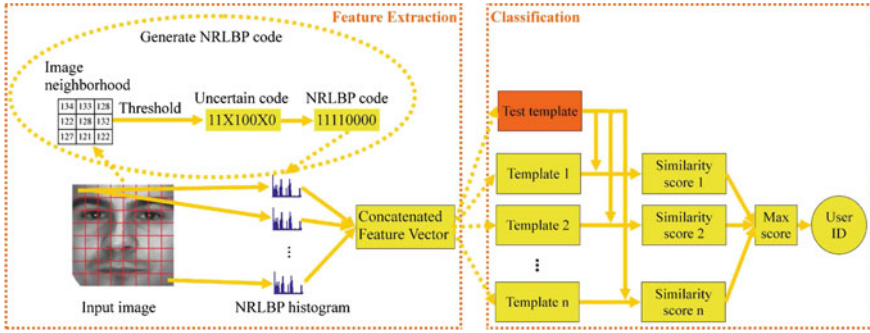 Feature Extraction
Generate NRLBP code
Image
neighborhood
134 133 128
122 128 132
127 121 122
Threshold
Uncertain code
11X100X0
NRLBP code
11110000
Concatenated
Feature Vector
Input image
NRLBP histogram
Classification
Test template
Template 1
Similarity
score 1
Template 2
Similarity
score 2
Max
score
User
ID
Template n
Similarity
score n